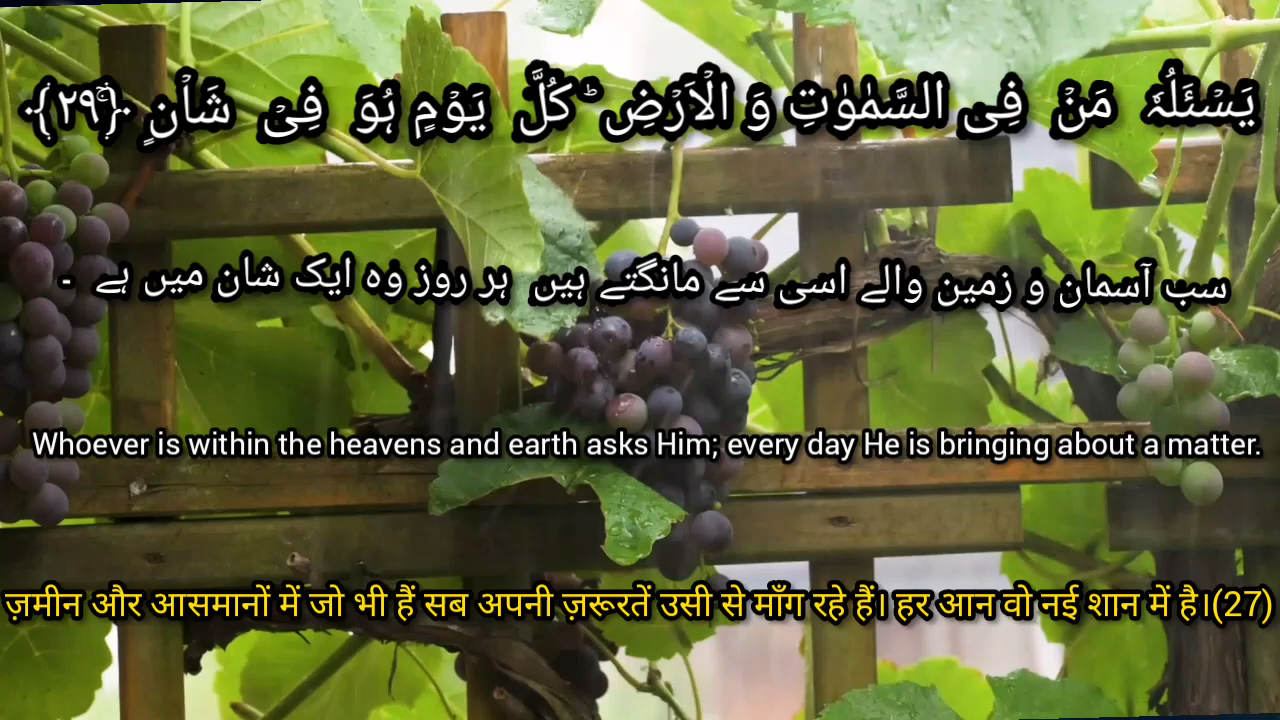 یَسْـَٔلُهٗ مَنْ فِی السَّمٰوٰتِ وَ الْاَرْضِ ؕ کُلَّ یَوْمٍ هُوَ فِیْ شَاْنٍ ﴿ۚ۲۹﴾
سب آسمان و زمین والے اسی سے مانگتے ہیں ہر روز وہ ایک شان میں ہے ۔
Whoever is within the heavens and earth asks Him; every day He is bringing about a matter.
ज़मीन और आसमानों में जो भी हैं सब अपनी ज़रूरतें उसी से माँग रहे हैं। हर आन वो नई शान में है।(27)